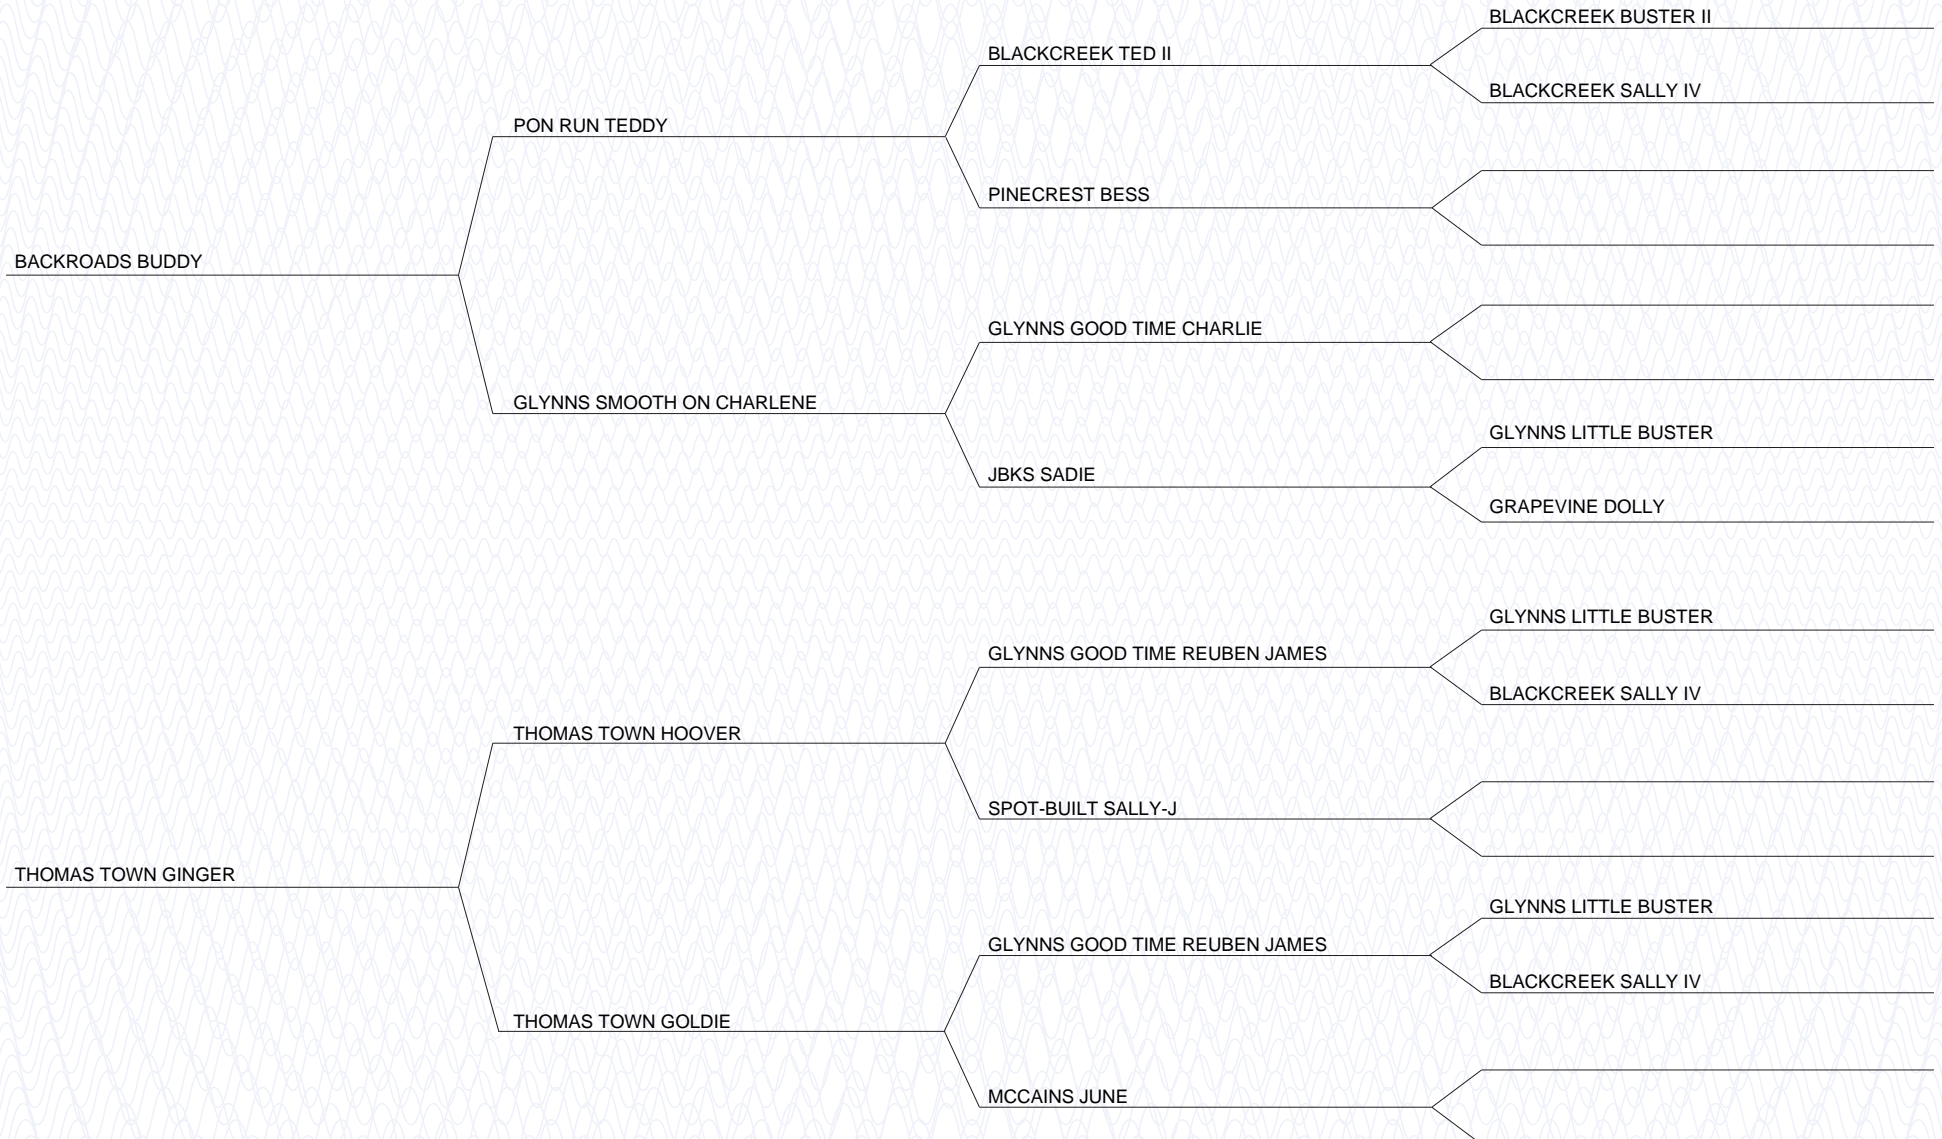 BLACKCREEK BUSTER II
BLACKCREEK TED II
BLACKCREEK SALLY IV
PON RUN TEDDY
PINECREST BESS
BACKROADS BUDDY
GLYNNS GOOD TIME CHARLIE
GLYNNS SMOOTH ON CHARLENE
GLYNNS LITTLE BUSTER
JBKS SADIE
GRAPEVINE DOLLY
GLYNNS LITTLE BUSTER
GLYNNS GOOD TIME REUBEN JAMES
BLACKCREEK SALLY IV
THOMAS TOWN HOOVER
SPOT-BUILT SALLY-J
THOMAS TOWN GINGER
GLYNNS LITTLE BUSTER
GLYNNS GOOD TIME REUBEN JAMES
BLACKCREEK SALLY IV
THOMAS TOWN GOLDIE
MCCAINS JUNE